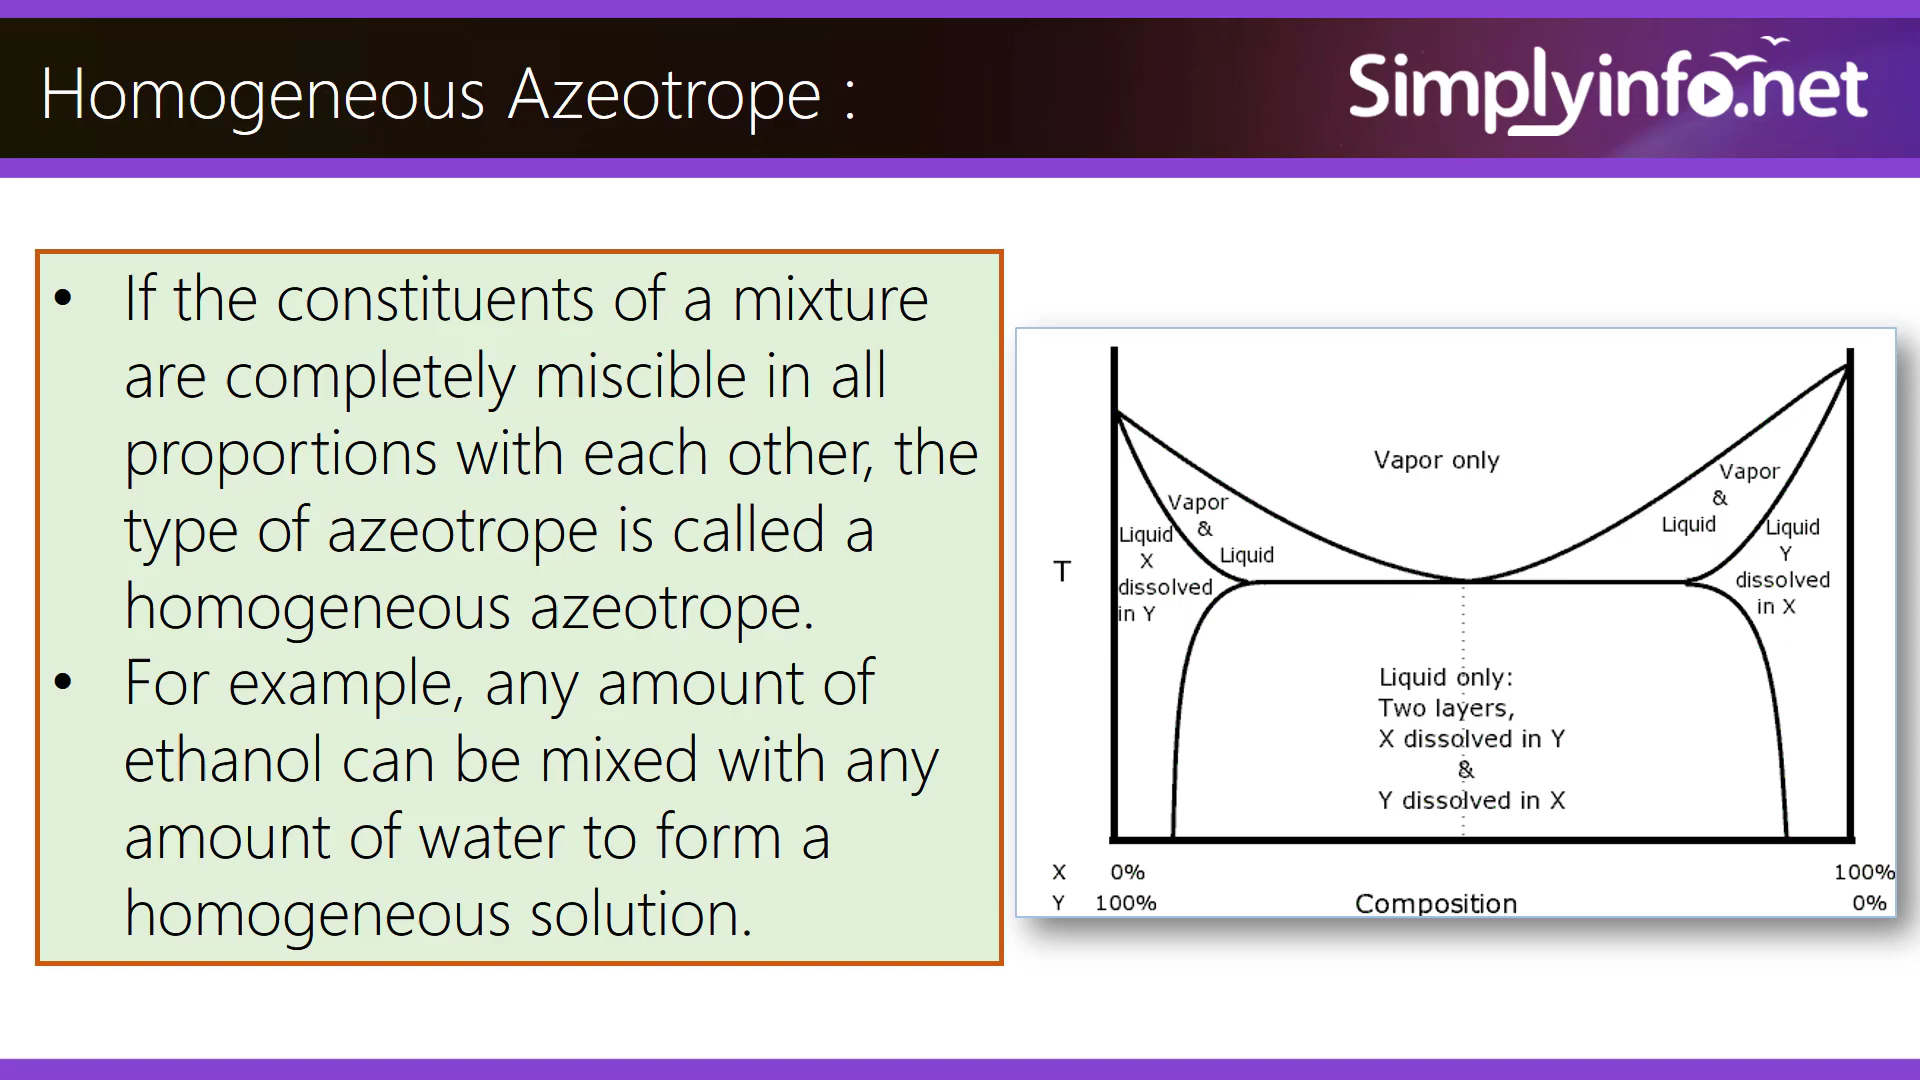 Homogeneous Azeotrope :
Simplyinfo.net
• If the constituents of a mixture
are completely miscible in all
proportions with each other, the
type of azeotrope is called a
homogeneous azeotrope.
• For example, any amount of
ethanol can be mixed with any
amount of water to form a
homogeneous solution.
Vapor only
Vapor
&
Liquid
Liquid
X
dissolved
in Y
Vapor
&
Liquid
Liquid
Y
dissolved
in X
T
Liquid only:
Two layers,
X dissolved in Y
&
Y dissolved in X
X 0% 100%
Y 100% Composition 0%